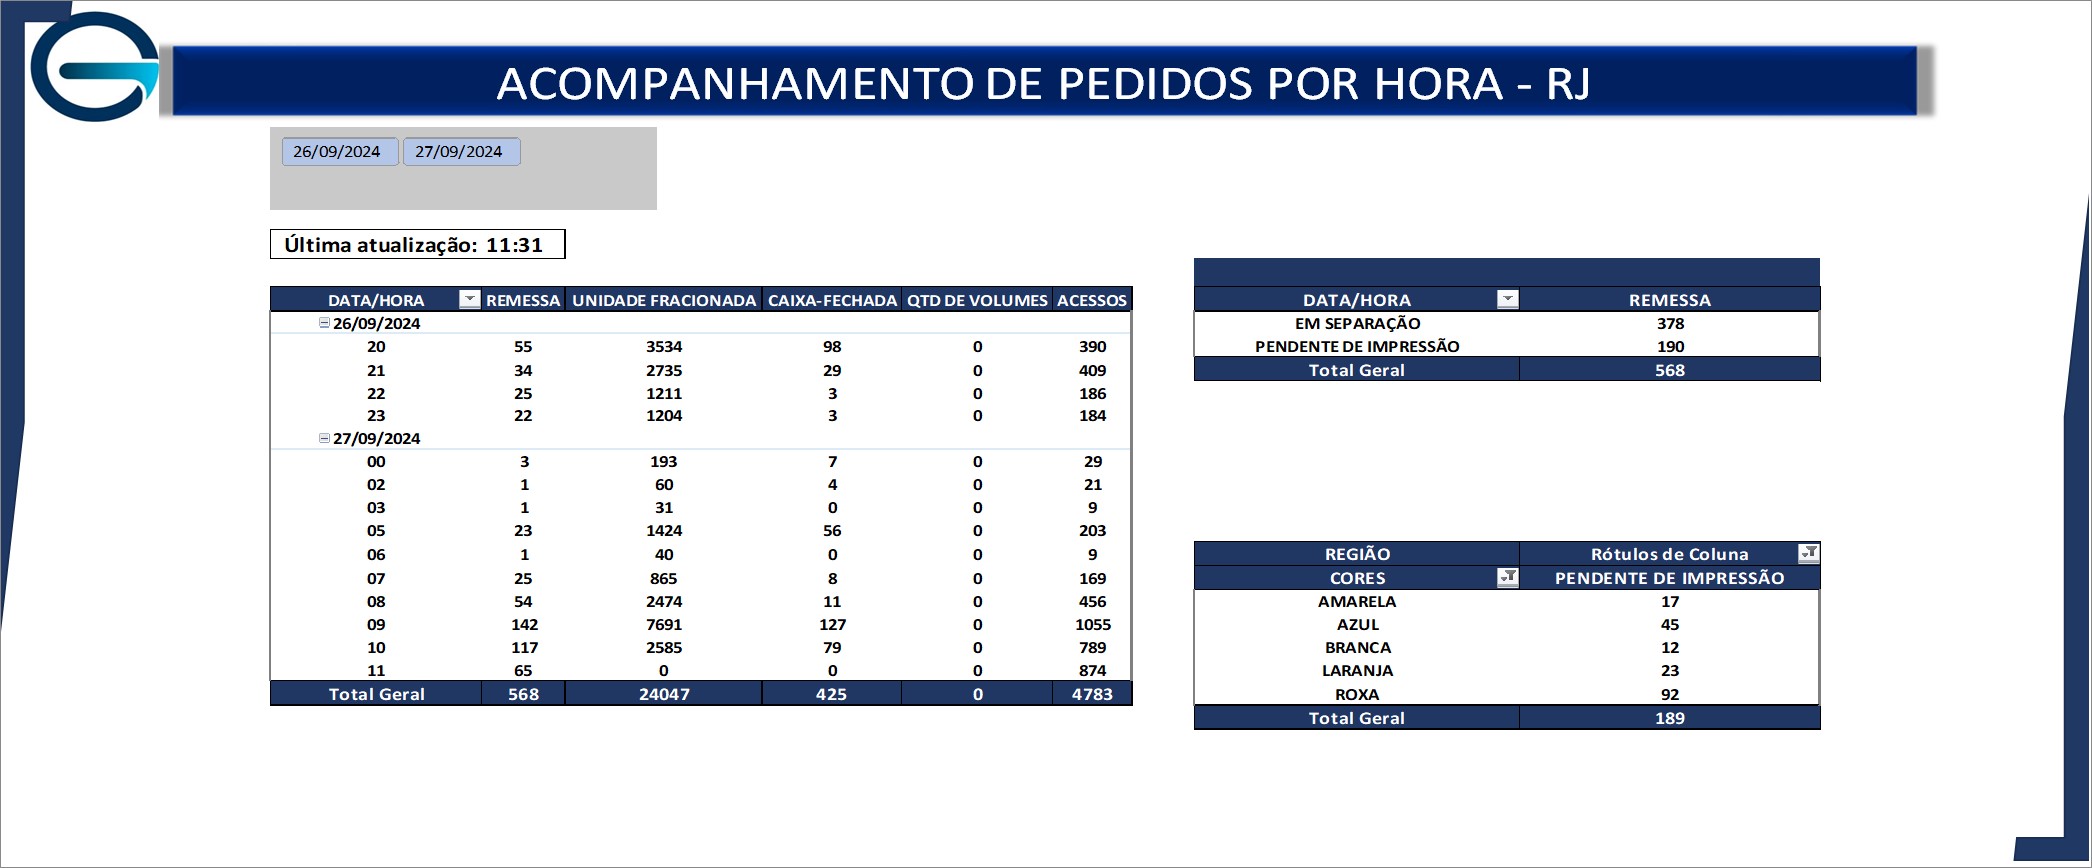 ACOMPANHAMENTO DE PEDIDOS POR HORA - RJ
26/09/2024 27/09/2024
Última atualização: 11:31
DATA/HORA REMESSA UNIDADE FRACIONADA CAIXA-FECHADA QTD DE VOLUMES ACESSOS
26/09/2024
20 55 3534 98 0 390
21 34 2735 29 0 409
22 25 1211 3 0 186
23 22 1204 3 0 184
27/09/2024
00 3 193 7 0 29
02 1 60 4 0 21
03 1 31 0 0 9
05 23 1424 56 0 203
06 1 40 0 0 9
07 25 865 8 0 169
08 54 2474 11 0 456
09 142 7691 127 0 1055
10 117 2585 79 0 789
11 65 0 0 0 874
Total Geral 568 24047 425 0 4783
DATA/HORA REMESSA
EM SEPARAÇÃO 378
PENDENTE DE IMPRESSÃO 190
Total Geral 568
REGIÃO Rótulos de Coluna
CORES PENDENTE DE IMPRESSÃO
AMARELA 17
AZUL 45
BRANCA 12
LARANJA 23
ROXA 92
Total Geral 189